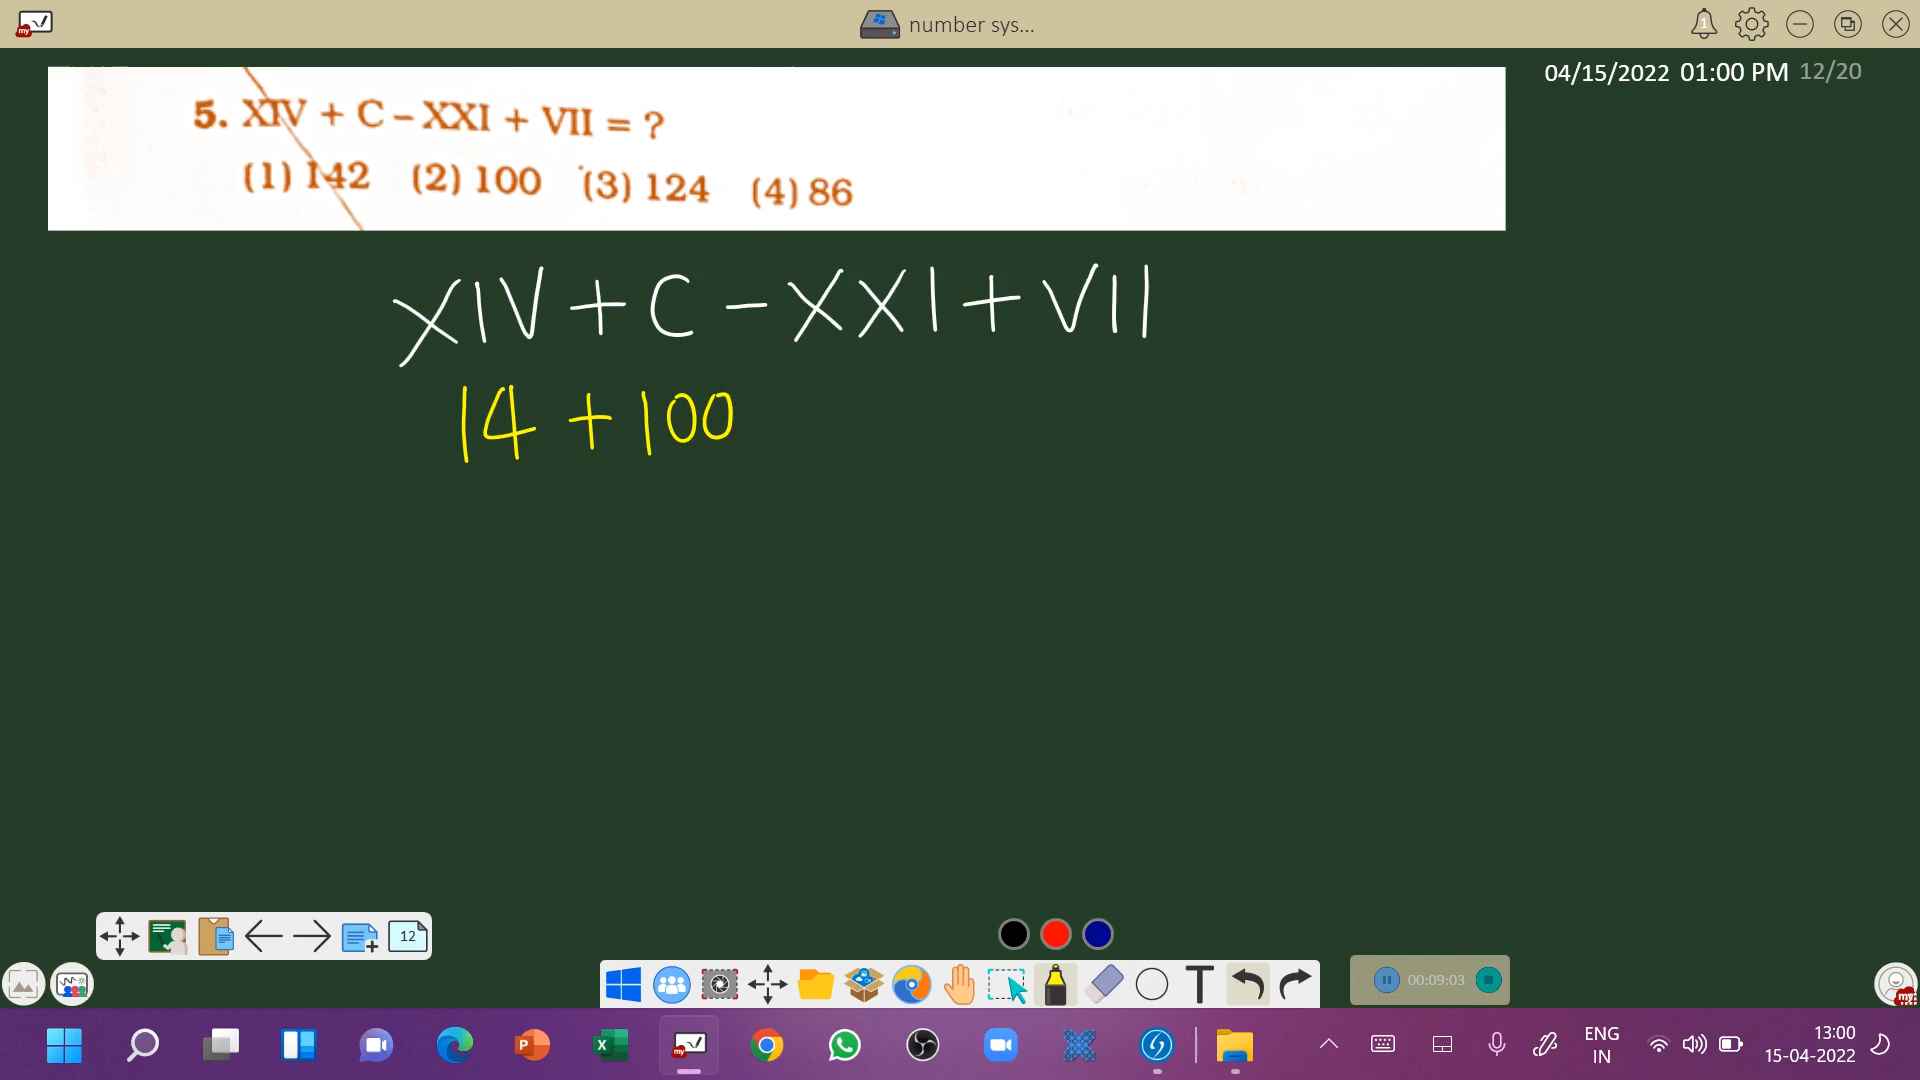 number sys...
1
04/15/2022 01:00 PM 12/20
5. XIV + C – XXI + VII = ?
(1) 142 (2) 100 (3) 124 (4) 86
XIV + C - XXI + VII
14 + 100
12
T
00:09:03
my
ENG
IN
13:00
15-04-2022